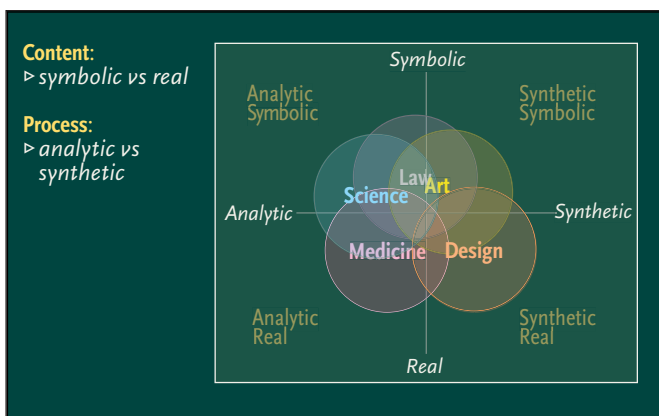 Content:
▹ symbolic vs real
Process:
▹ analytic vs
synthetic
Symbolic
Analytic
Symbolic
Synthetic
Symbolic
Law
Art
Science
Analytic
Synthetic
Medicine
Design
Analytic
Real
Synthetic
Real
Real